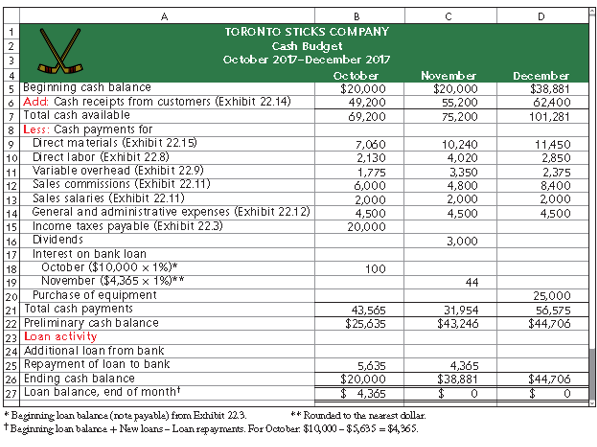 A B C D
1 TORONTO STICKS COMPANY
2 Cash Budget
3 October 2017–December 2017
4 October November December
5 Beginning cash balance $20,000 $20,000 $38,881
6 Add: Cash receipts from customers (Exhibit 22.14) 49,200 55,200 62,400
7 Total cash available 69,200 75,200 101,281
8 Less: Cash payments for
9 Direct materials (Exhibit 22.15) 7,060 10,240 11,450
10 Direct labor (Exhibit 22.8) 2,130 4,020 2,850
11 Variable overhead (Exhibit 22.9) 1,775 3,350 2,375
12 Sales commissions (Exhibit 22.11) 6,000 4,800 8,400
13 Sales salaries (Exhibit 22.11) 2,000 2,000 2,000
14 General and administrative expenses (Exhibit 22.12) 4,500 4,500 4,500
15 Income taxes payable (Exhibit 22.3) 20,000
16 Dividends 3,000
17 Interest on bank loan
18 October ($10,000 × 1%)* 100
19 November ($4,365 × 1%)** 44
20 Purchase of equipment 25,000
21 Total cash payments 43,565 31,954 56,575
22 Preliminary cash balance $25,635 $43,246 $44,706
23 Loan activity
24 Additional loan from bank
25 Repayment of loan to bank 5,635 4,365
26 Ending cash balance $20,000 $38,881 $44,706
27 Loan balance, end of month† $ 4,365 $ 0 $ 0
* Beginning loan balance (note payable) from Exhibit 22.3. ** Rounded to the nearest dollar.
† Beginning loan balance + New loans – Loan repayments. For October: $10,000 – $5,635 = $4,365.